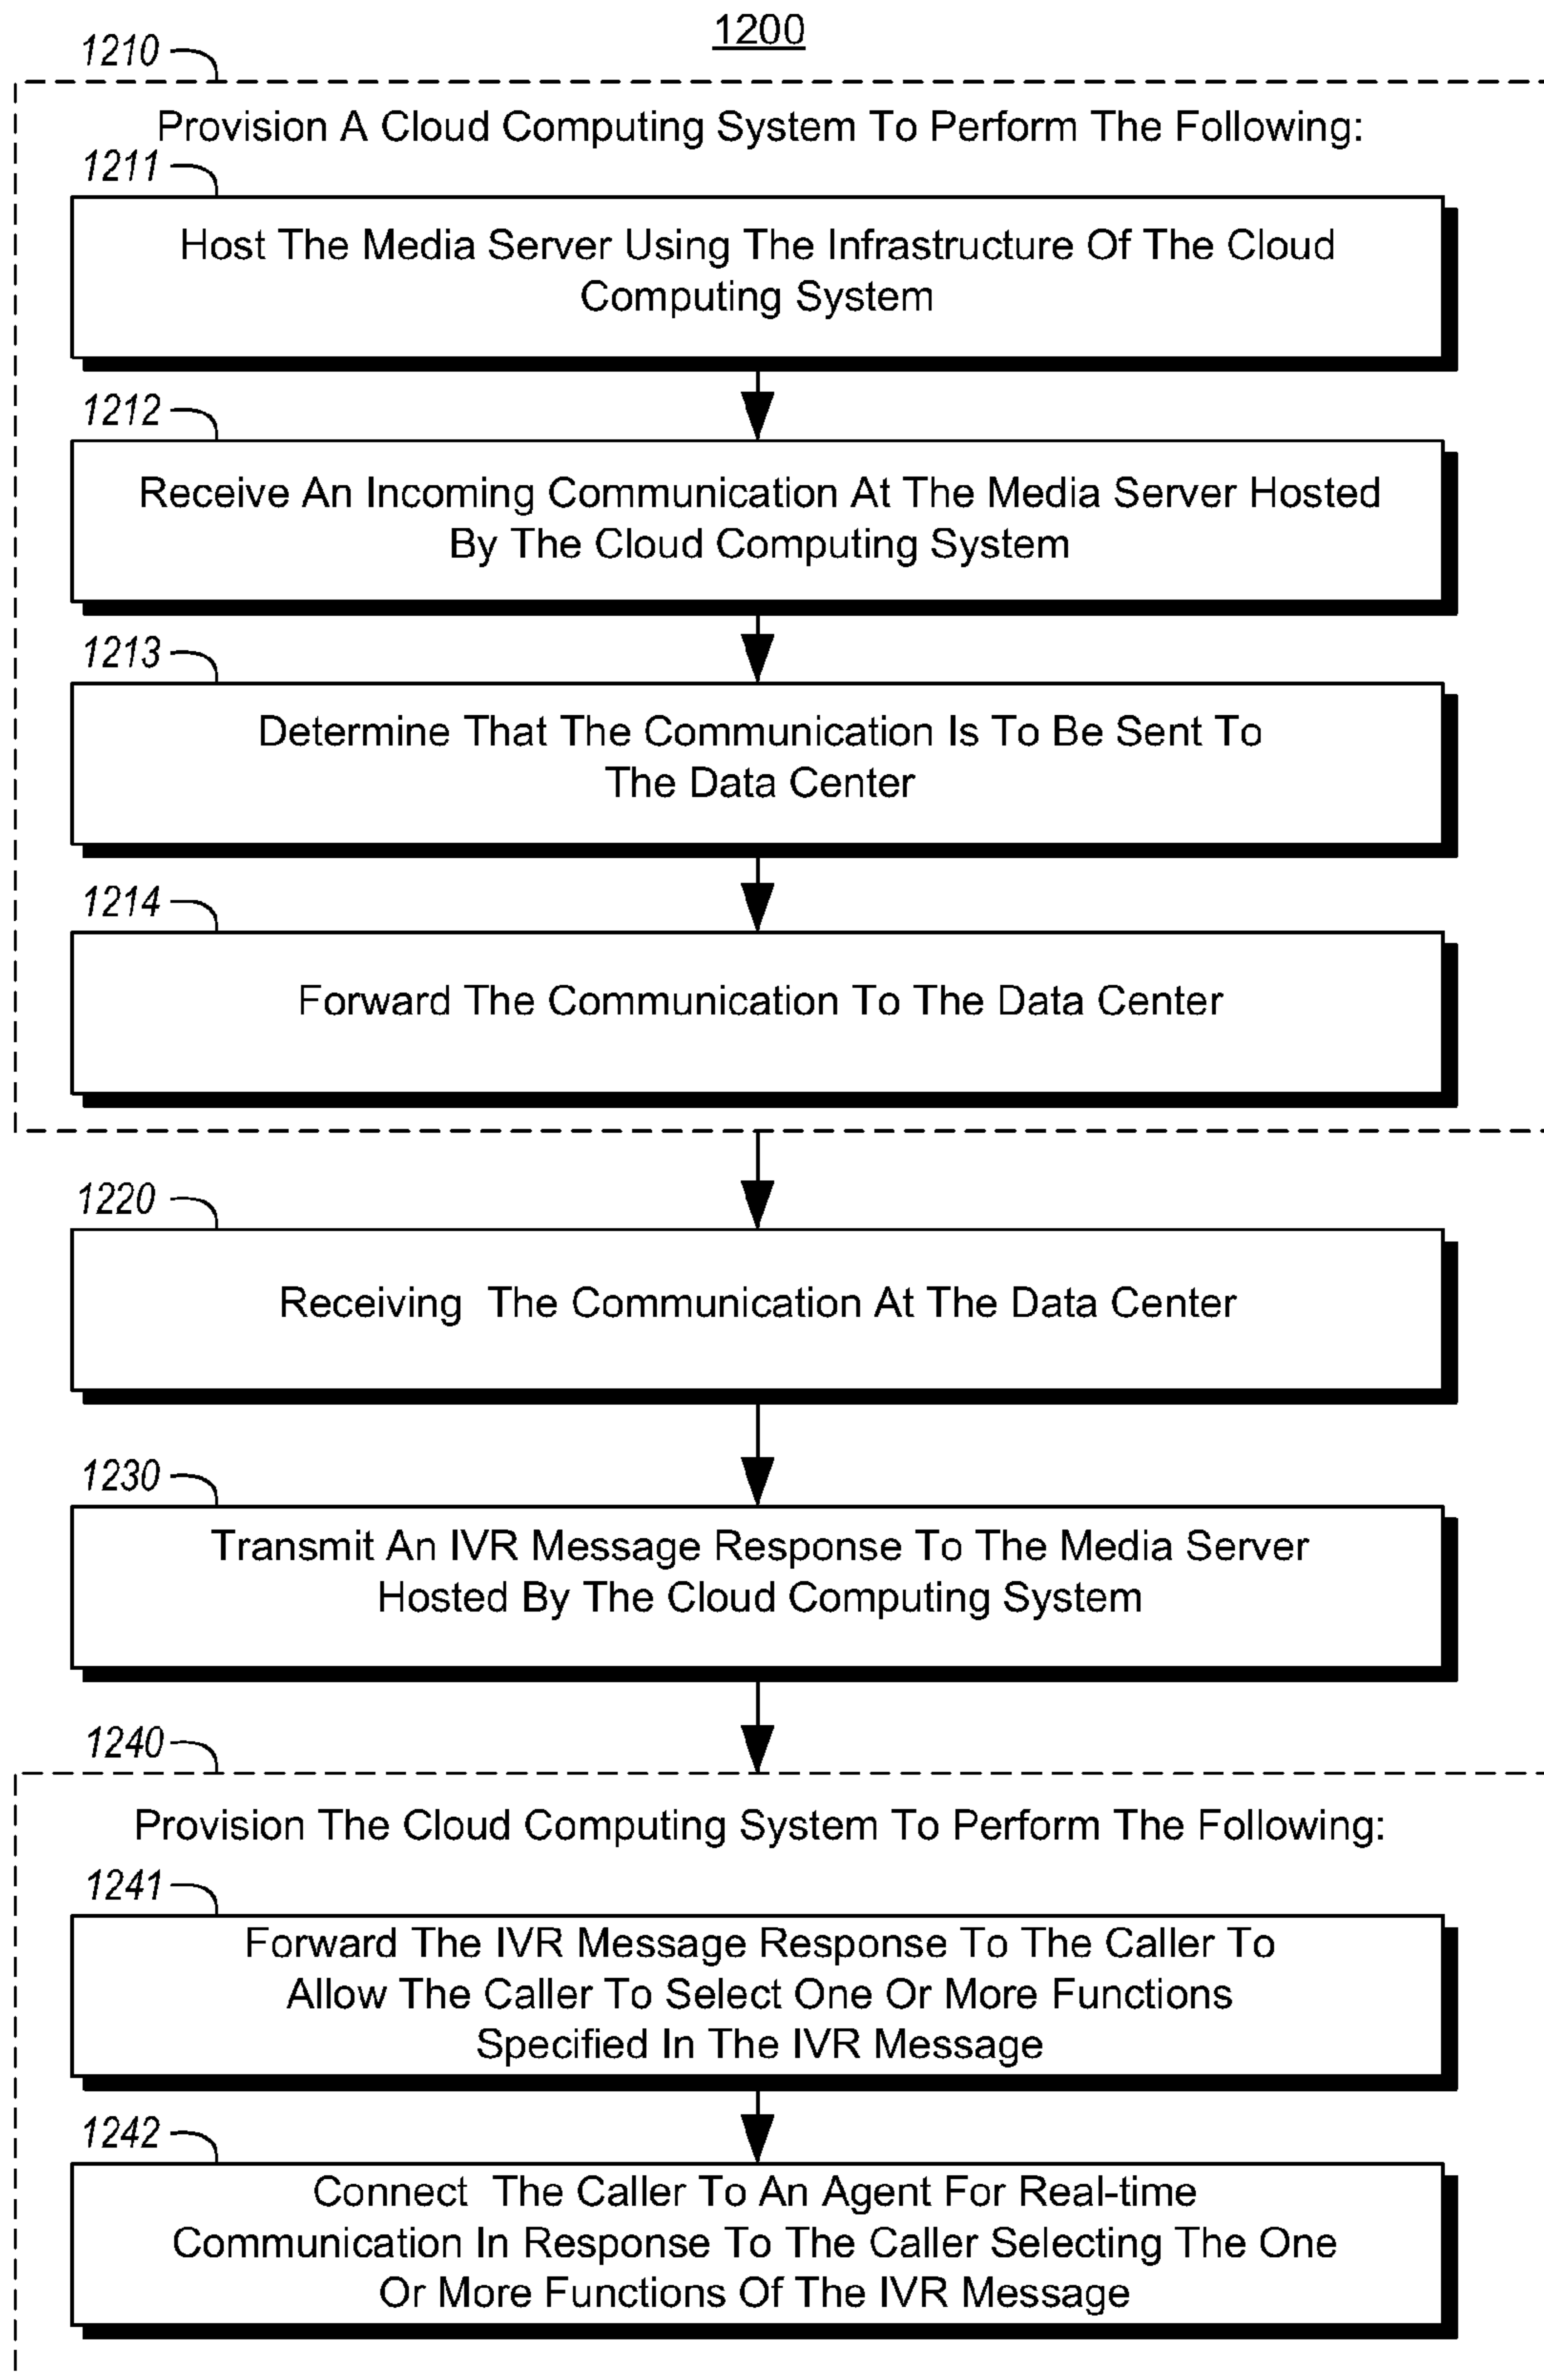 1200
1210
Provision A Cloud Computing System To Perform The Following:
1211
Host The Media Server Using The Infrastructure Of The Cloud
Computing System
1212
Receive An Incoming Communication At The Media Server Hosted
By The Cloud Computing System
1213
Determine That The Communication Is To Be Sent To
The Data Center
1214
Forward The Communication To The Data Center
1220
Receiving The Communication At The Data Center
1230
Transmit An IVR Message Response To The Media Server
Hosted By The Cloud Computing System
1240
Provision The Cloud Computing System To Perform The Following:
1241
Forward The IVR Message Response To The Caller To
Allow The Caller To Select One Or More Functions
Specified In The IVR Message
1242
Connect The Caller To An Agent For Real-time
Communication In Response To The Caller Selecting The One
Or More Functions Of The IVR Message